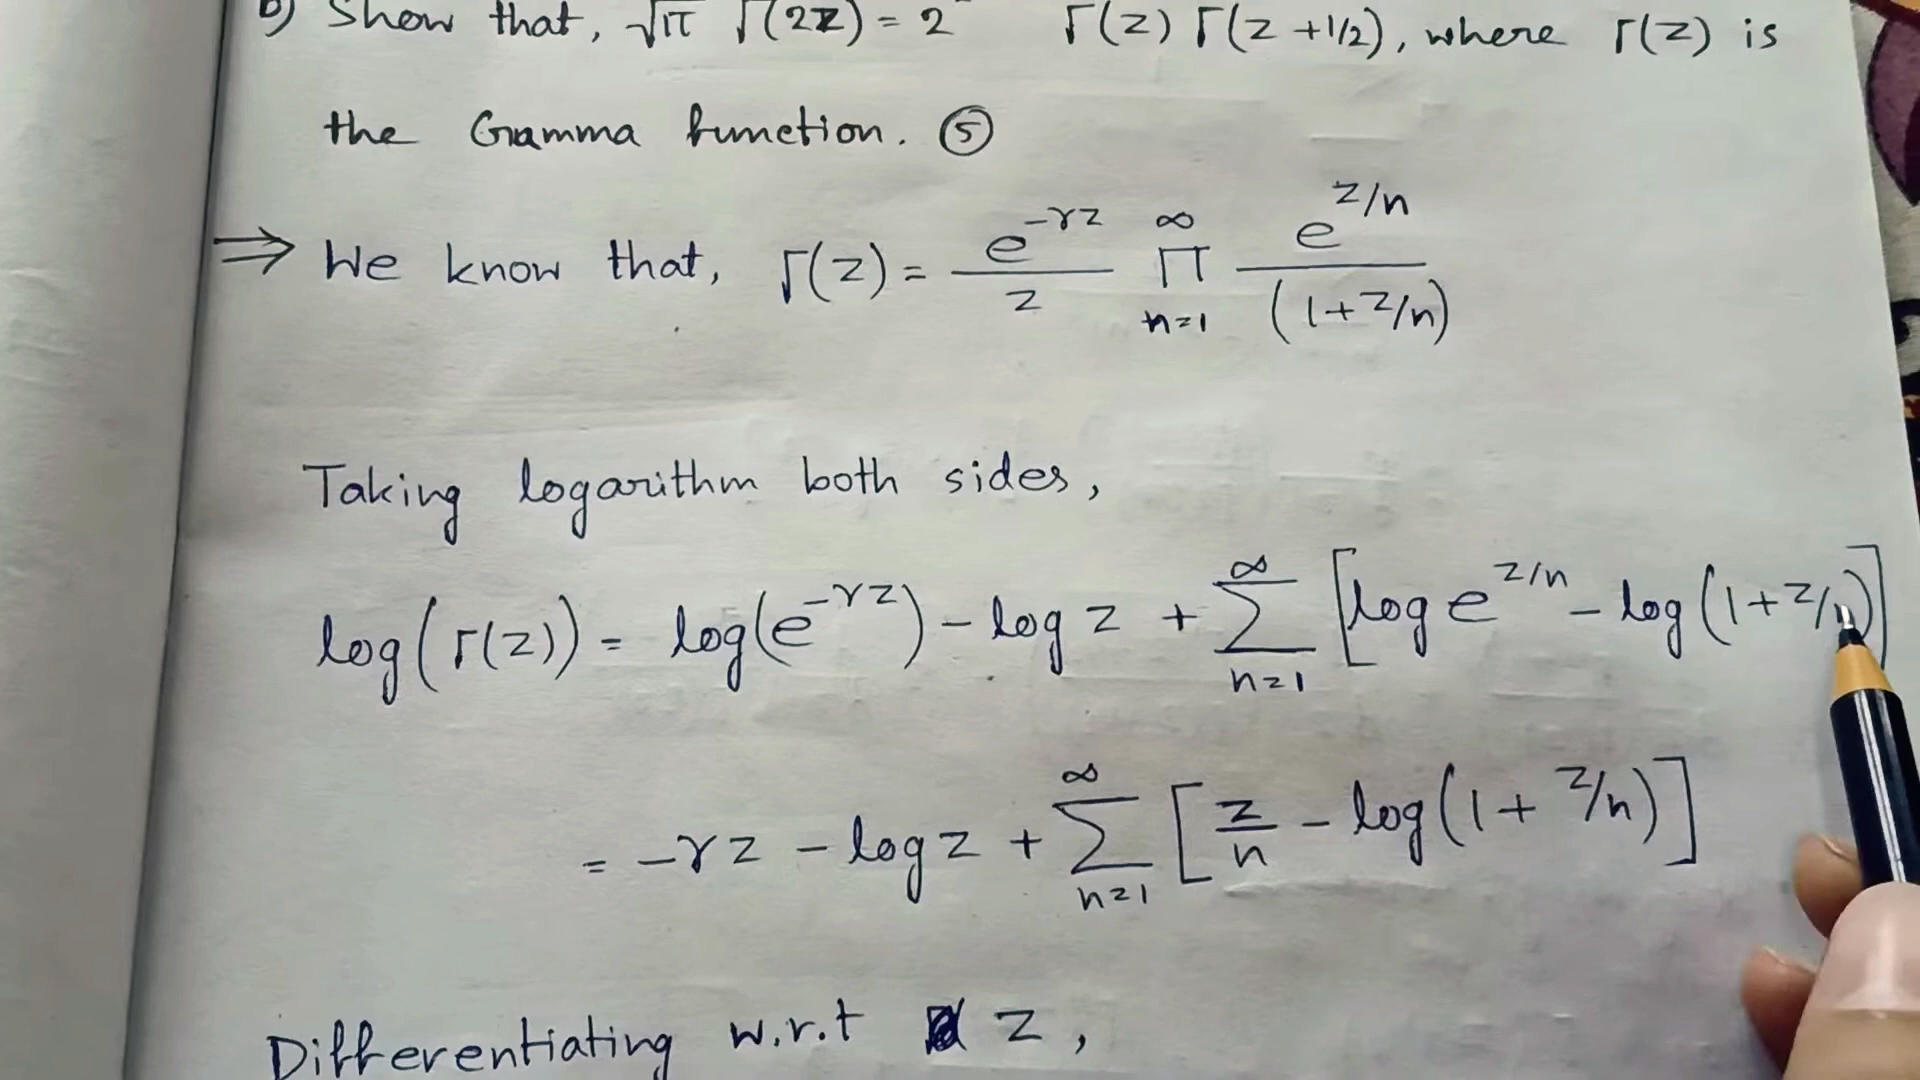 b) Show that, √π Γ(2z) = 2 Γ(z) Γ(z + 1/2), where Γ(z) is
the Gamma function. ⑤
⇒ We know that, Γ(z) = e^{-γz}/z ∏_{n=1}^{∞} e^{z/n}/(1+z/n)
Taking logarithm both sides,
log(Γ(z)) = log(e^{-γz}) - log z + ∑_{n=1}^{∞} [log e^{z/n} - log(1+z/n)]
= -γz - log z + ∑_{n=1}^{∞} [z/n - log(1+z/n)]
Differentiating w.r.t z,